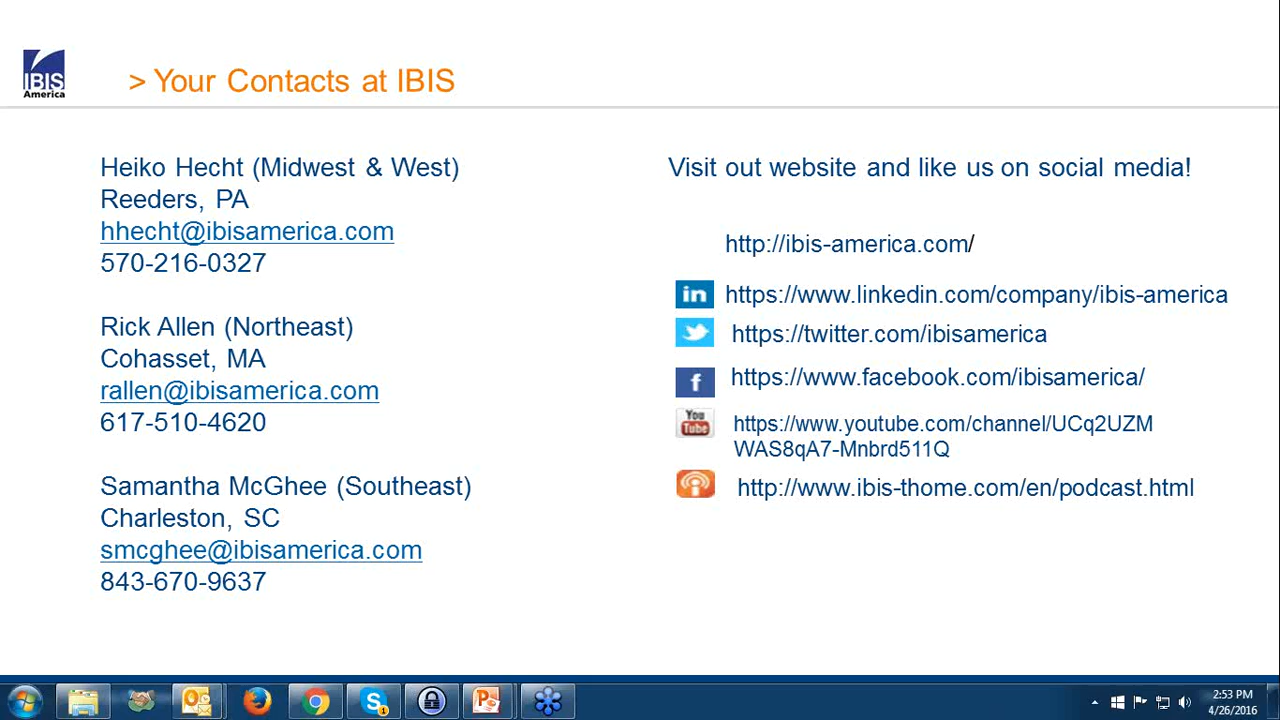 IBIS
America
> Your Contacts at IBIS
Heiko Hecht (Midwest & West)
Reeders, PA
hhecht@ibisamerica.com
570-216-0327
Rick Allen (Northeast)
Cohasset, MA
rallen@ibisamerica.com
617-510-4620
Samantha McGhee (Southeast)
Charleston, SC
smcghee@ibisamerica.com
843-670-9637
Visit out website and like us on social media!
http://ibis-america.com/
in https://www.linkedin.com/company/ibis-america
https://twitter.com/ibisamerica
f https://www.facebook.com/ibisamerica/
You
Tube
https://www.youtube.com/channel/UCq2UZM
WAS8qA7-Mnbrd511Q
http://www.ibis-thome.com/en/podcast.html
2:53 PM
4/26/2016